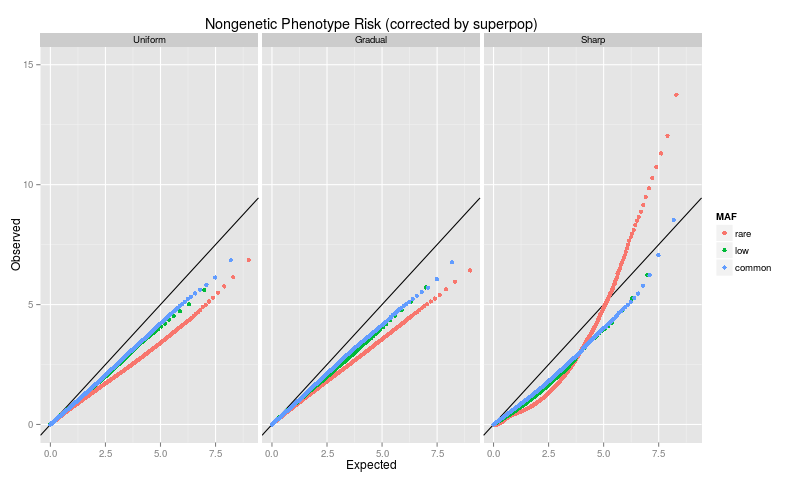 Nongenetic Phenotype Risk (corrected by superpop)
Uniform Gradual Sharp
15
10
5
0
Observed
0.0 2.5 5.0 7.5 0.0 2.5 5.0 7.5 0.0 2.5 5.0 7.5
Expected
MAF
rare
low
common